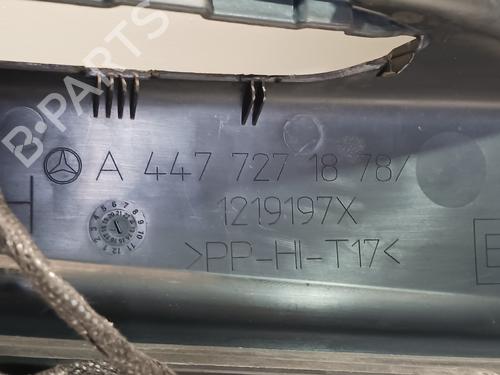 B-PARTS
A 447 727 18 78/
1219197X
>PP-HI-T17<